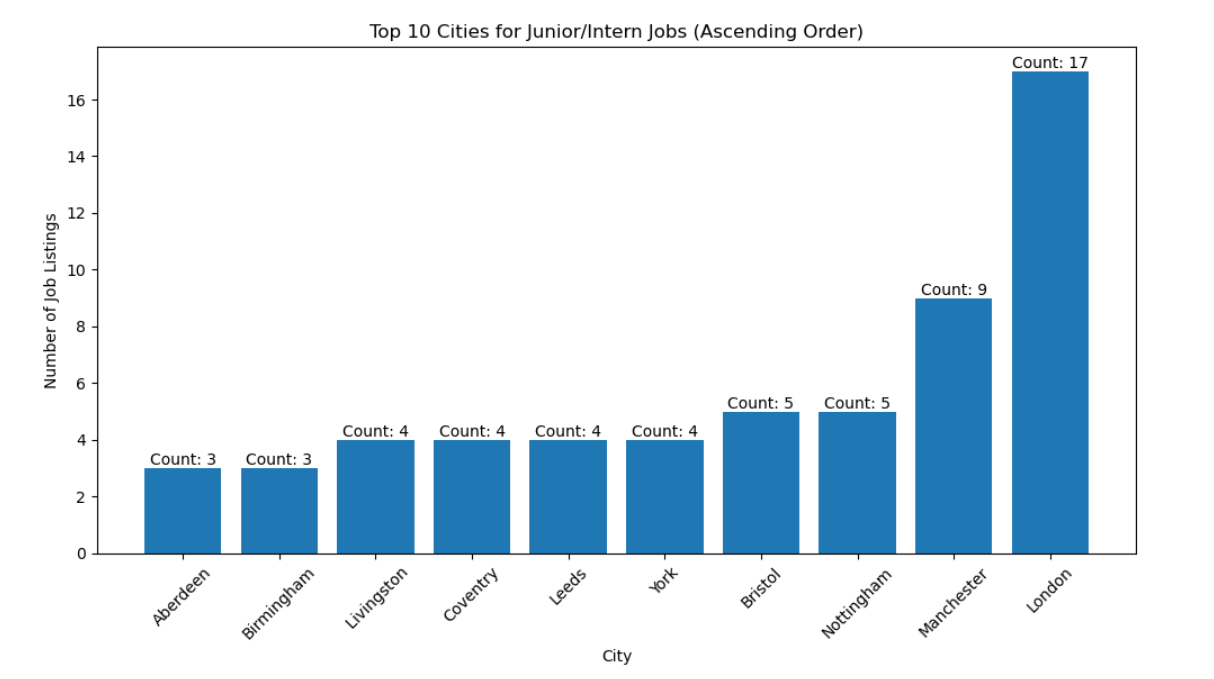 Top 10 Cities for Junior/Intern Jobs (Ascending Order)
Number of Job Listings
16
14
12
10
8
6
4
2
0
Count: 3
Count: 3
Count: 4
Count: 4
Count: 4
Count: 4
Count: 5
Count: 5
Count: 9
Count: 17
Aberdeen
Birmingham
Livingston
Coventry
Leeds
York
Bristol
Nottingham
Manchester
London
City